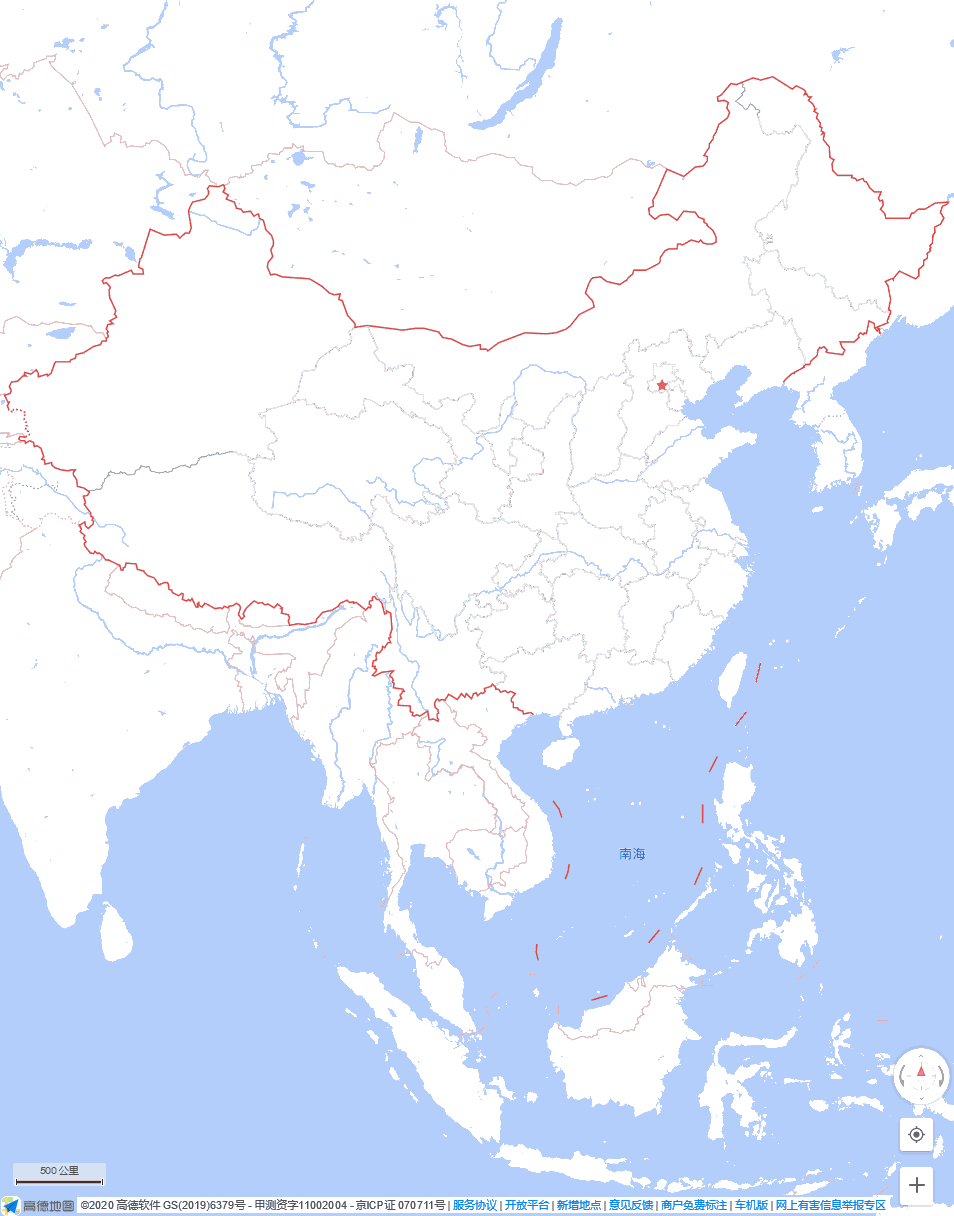 南海
500 公里
高德地图 ©2020 高德软件 GS(2019)6379号 - 甲测资字11002004 - 京ICP证 070711号 | 服务协议 | 开放平台 | 新增地点 | 意见反馈 | 商户免费标注 | 车机版 | 网上有害信息举报专区